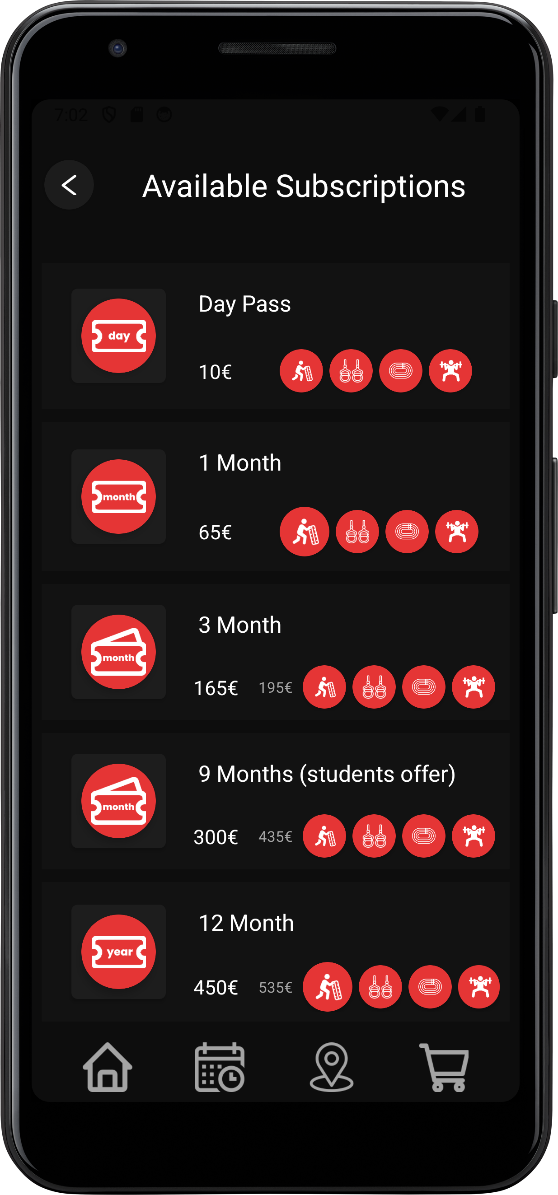 7:02
Available Subscriptions
day
Day Pass
10€
month
1 Month
65€
month
3 Month
165€ 195€
month
9 Months (students offer)
300€ 435€
year
12 Month
450€ 535€